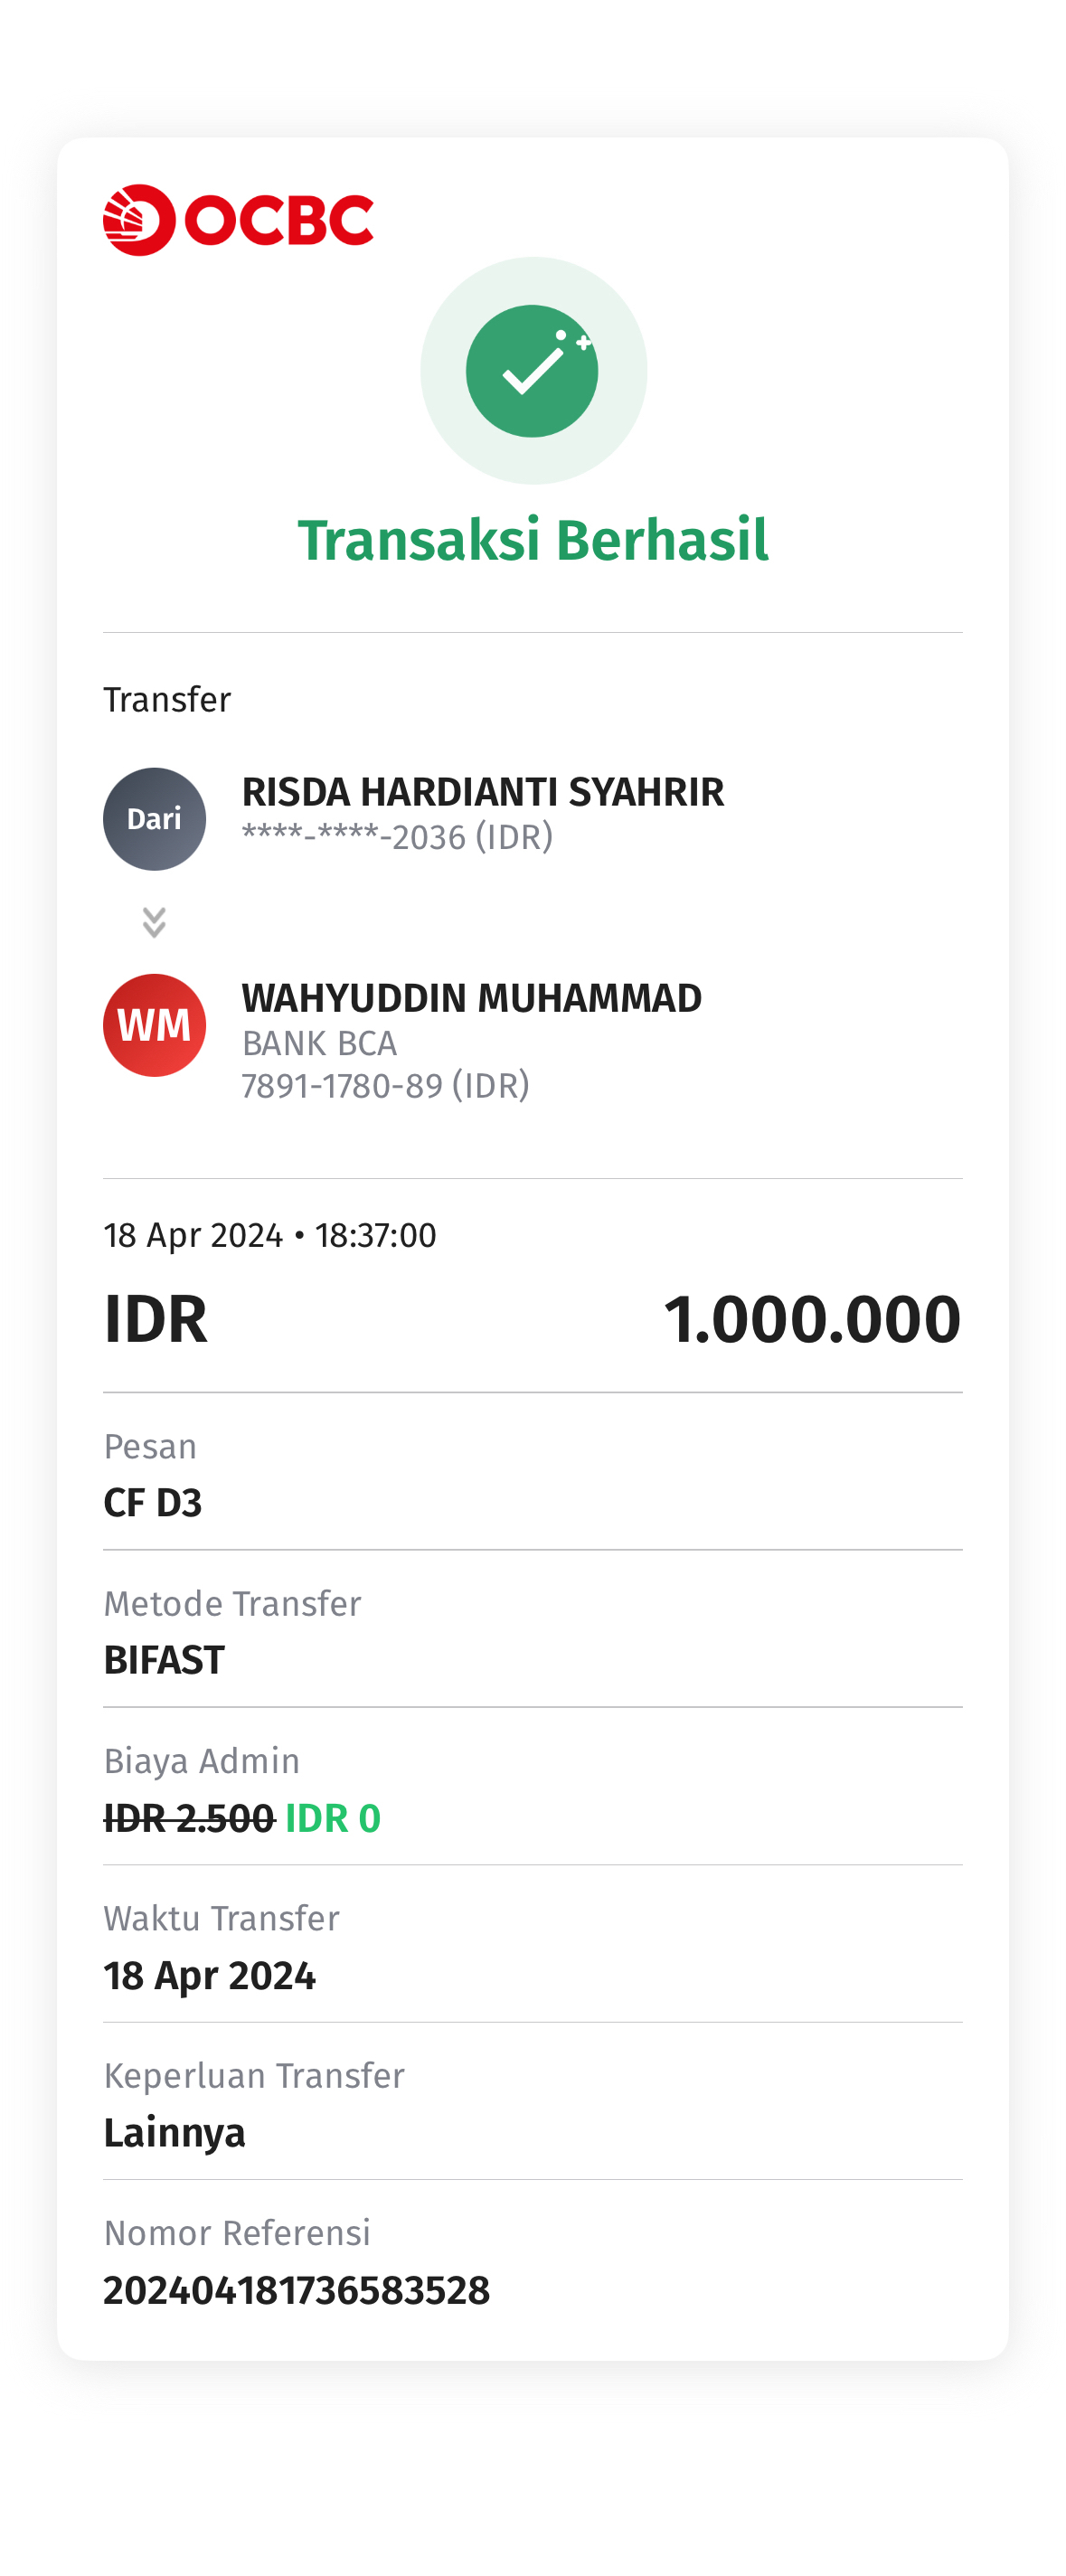 OCBC
Transaksi Berhasil
Transfer
Dari
RISDA HARDIANTI SYAHRIR
****-****-2036 (IDR)
WM
WAHYUDDIN MUHAMMAD
BANK BCA
7891-1780-89 (IDR)
18 Apr 2024 • 18:37:00
IDR 1.000.000
Pesan
CF D3
Metode Transfer
BIFAST
Biaya Admin
IDR 2.500 IDR 0
Waktu Transfer
18 Apr 2024
Keperluan Transfer
Lainnya
Nomor Referensi
202404181736583528